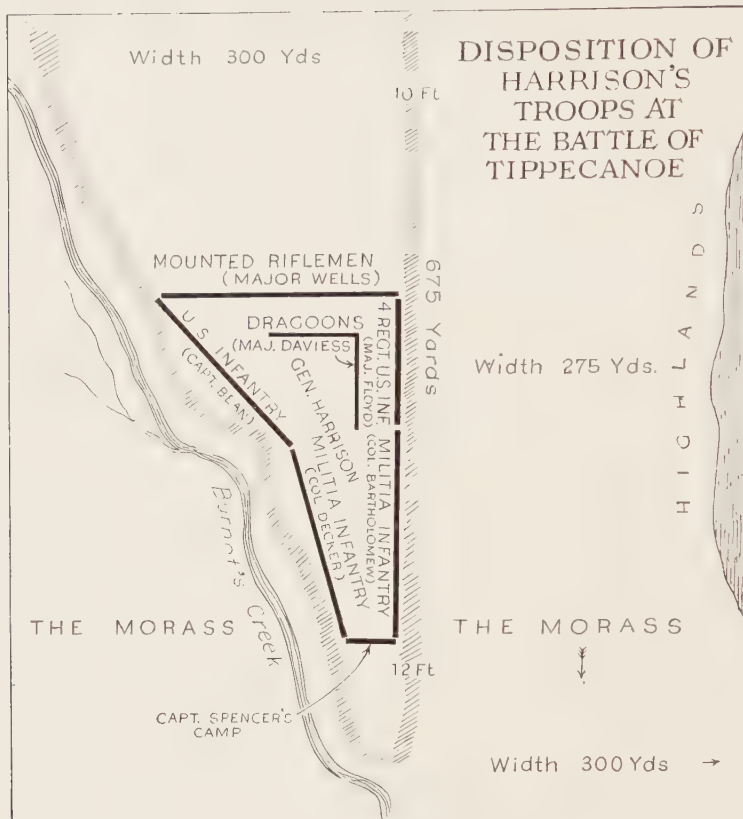 DISPOSITION OF
HARRISON'S
TROOPS AT
THE BATTLE OF
TIPPECANOE
Width 300 Yds
10 Ft
HIGHLANDS
MOUNTED RIFLEMEN
(MAJOR WELLS)
675 Yards
DRAGOONS
(MAJ. DAVIESS)
4 REGT. U.S. INF.
(MAJ. FLOYD)
U S INFANTRY
(CAPT. BLAN)
GEN. HARRISON
Width 275 Yds.
MILITIA INFANTRY
(COL. BARTHOLOMEW)
MILITIA INFANTRY
(COL DECKER)
Burnet's Creek
THE MORASS
THE MORASS
12 Ft
CAPT. SPENCER'S
CAMP
Width 300 Yds